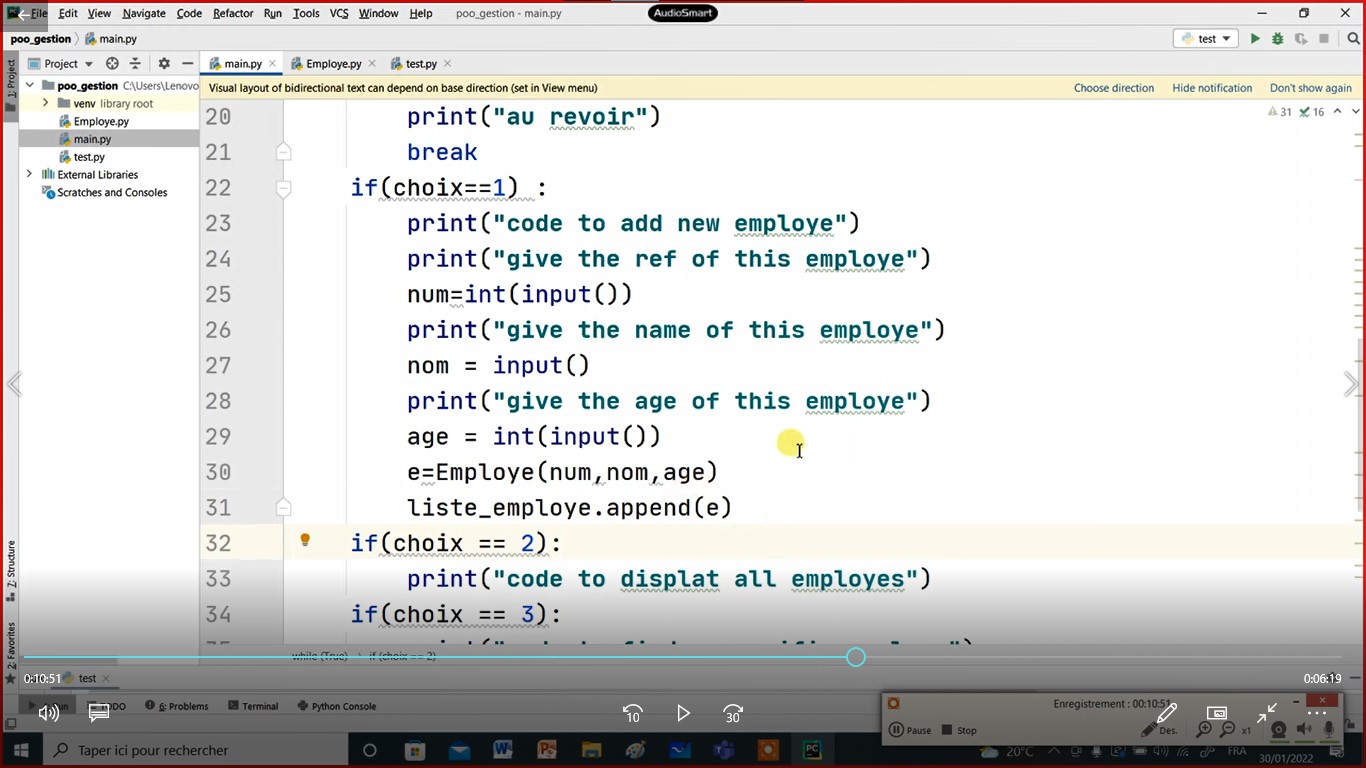 File Edit View Navigate Code Refactor Run Tools VCS Window Help poo_gestion - main.py AudioSmart
poo_gestion main.py test
1: Project Project main.py Employe.py test.py
poo_gestion C:\Users\Lenovo
Visual layout of bidirectional text can depend on base direction (set in View menu) Choose direction Hide notification Don't show again
venv library root
Employe.py
main.py
test.py
External Libraries
Scratches and Consoles
31 16
20 print("au revoir")
21 break
22 if(choix==1) :
23 print("code to add new employe")
24 print("give the ref of this employe")
25 num=int(input())
26 print("give the name of this employe")
27 nom = input()
28 print("give the age of this employe")
29 age = int(input())
30 e=Employe(num,nom,age)
31 liste_employe.append(e)
32 if(choix == 2):
33 print("code to displat all employes")
34 if(choix == 3):
7: Structure
2: Favorites
while (True) if (choix == 2)
0:10:51 test 0:06:19
TODO 6: Problems Terminal Python Console
10 30
Enregistrement : 00:10:51
Pause Stop Des. x1
Taper ici pour rechercher 20°C FRA
30/01/2022